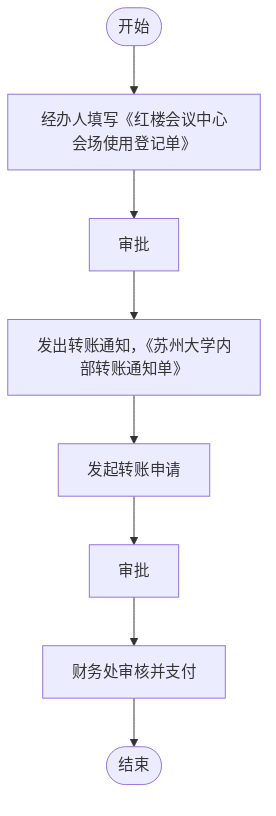 开始
经办人填写《红楼会议中心
会场使用登记单》
审批
发出转账通知，《苏州大学内
部转账通知单》
发起转账申请
审批
财务处审核并支付
结束